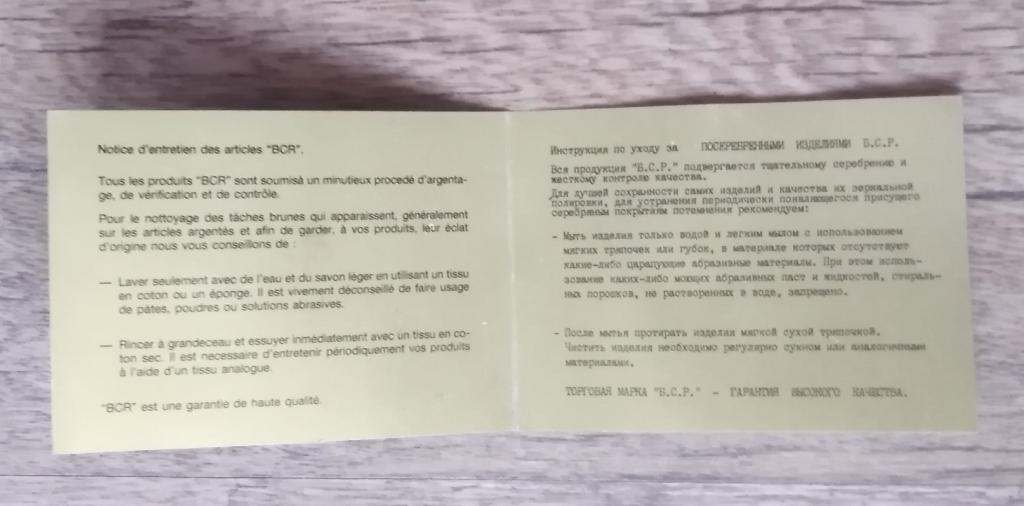 Notice d'entretien des articles "BCR".
Tous les produits "BCR" sont soumisà un minutieux procedé d'argenta-
ge, de vérification et de contrôle.
Pour le nottoyage des tâches brunes qui apparaissent, généralement
sur les articles argentés et afin de garder, à vos produits, leur éclat
d'origine nous vous conseillons de :
— Laver seulement avec de l'eau et du savon léger en utilisant un tissu
en coton ou un éponge. Il est vivement déconseillé de faire usage
de pâtes, poudres ou solutions abrasives.
— Rincer à grandeceau et essuyer inmédiatement avec un tissu en co-
ton sec. Il est necessaire d'entretenir périodiquement vos produits
à l'aide d'un tissu analogue.
"BCR" est une garantie de haute qualité.
Инструкция по уходу за ПОСЕРЕБРЕННЫМИ ИЗДЕЛИЯМИ Б.С.Р.
Вся продукция "Б.С.Р." подвергается тщательному серебрению и
жесткому контролю качества.
Для лучшей сохранности самих изделий и качества их зеркальной
полировки, для устранения периодически появляющегося присущего
серебряным покрытиям потемнения рекомендуем:
- Мыть изделия только водой и легким мылом с использованием
мягких тряпочек или губок, в материале которых отсутствуют
какие-либо царапующие абразивные материалы. При этом исполь-
зование каких-либо моющих абразивных паст и жидкостей, стираль-
ных порошков, не растворенных в воде, запрещено.
- После мытья протирать изделия мягкой сухой тряпочкой.
Чистить изделия необходимо регулярно сукном или аналогичными
материалами.
ТОРГОВАЯ МАРКА "Б.С.Р." - ГАРАНТИЯ ВЫСОКОГО КАЧЕСТВА.